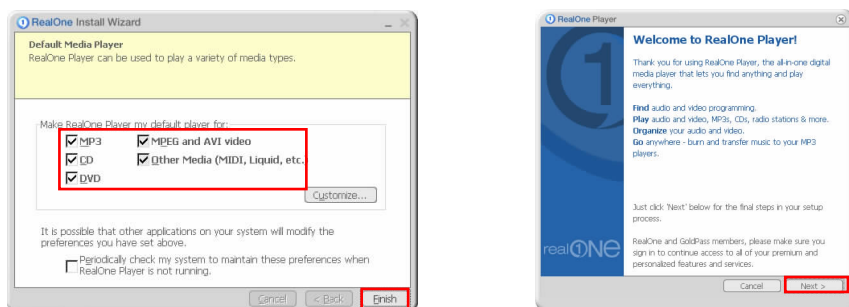 RealOne Install Wizard
Default Media Player
RealOne Player can be used to play a variety of media types.
Make RealOne Player my default player for:
MP3 MPEG and AVI video
CD Other Media (MIDI, Liquid, etc.)
DVD
Customize...
It is possible that other applications on your system will modify the
preferences you have set above.
Periodically check my system to maintain these preferences when
RealOne Player is not running.
Cancel < Back Finish
RealOne Player
Welcome to RealOne Player!
Thank you for using RealOne Player, the all-in-one digital
media player that lets you find anything and play
everything.
Find audio and video programming.
Play audio and video, MP3s, CDs, radio stations & more.
Organize your audio and video.
Go anywhere - burn and transfer music to your MP3
players.
Just click 'Next' below for the final steps in your setup
process.
RealOne and GoldPass members, please make sure you
sign in to continue access to all of your premium and
personalized features and services.
real ONE
Cancel Next >